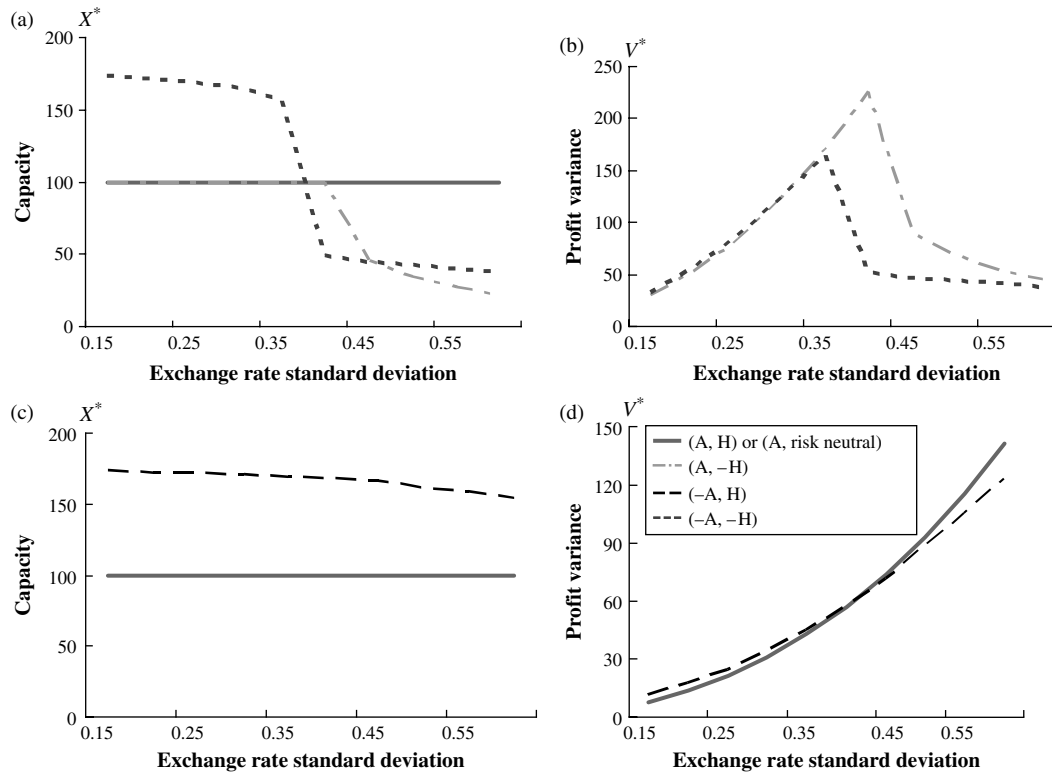 (a)
X*
200
150
100
50
0
Capacity
0.15 0.25 0.35 0.45 0.55
Exchange rate standard deviation
(b)
V*
250
200
150
100
50
0
Profit variance
0.15 0.25 0.35 0.45 0.55
Exchange rate standard deviation
(c)
X*
200
150
100
50
0
Capacity
0.15 0.25 0.35 0.45 0.55
Exchange rate standard deviation
(d)
V*
150
120
90
60
30
0
Profit variance
(A, H) or (A, risk neutral)
(A, –H)
(–A, H)
(–A, –H)
0.15 0.25 0.35 0.45 0.55
Exchange rate standard deviation